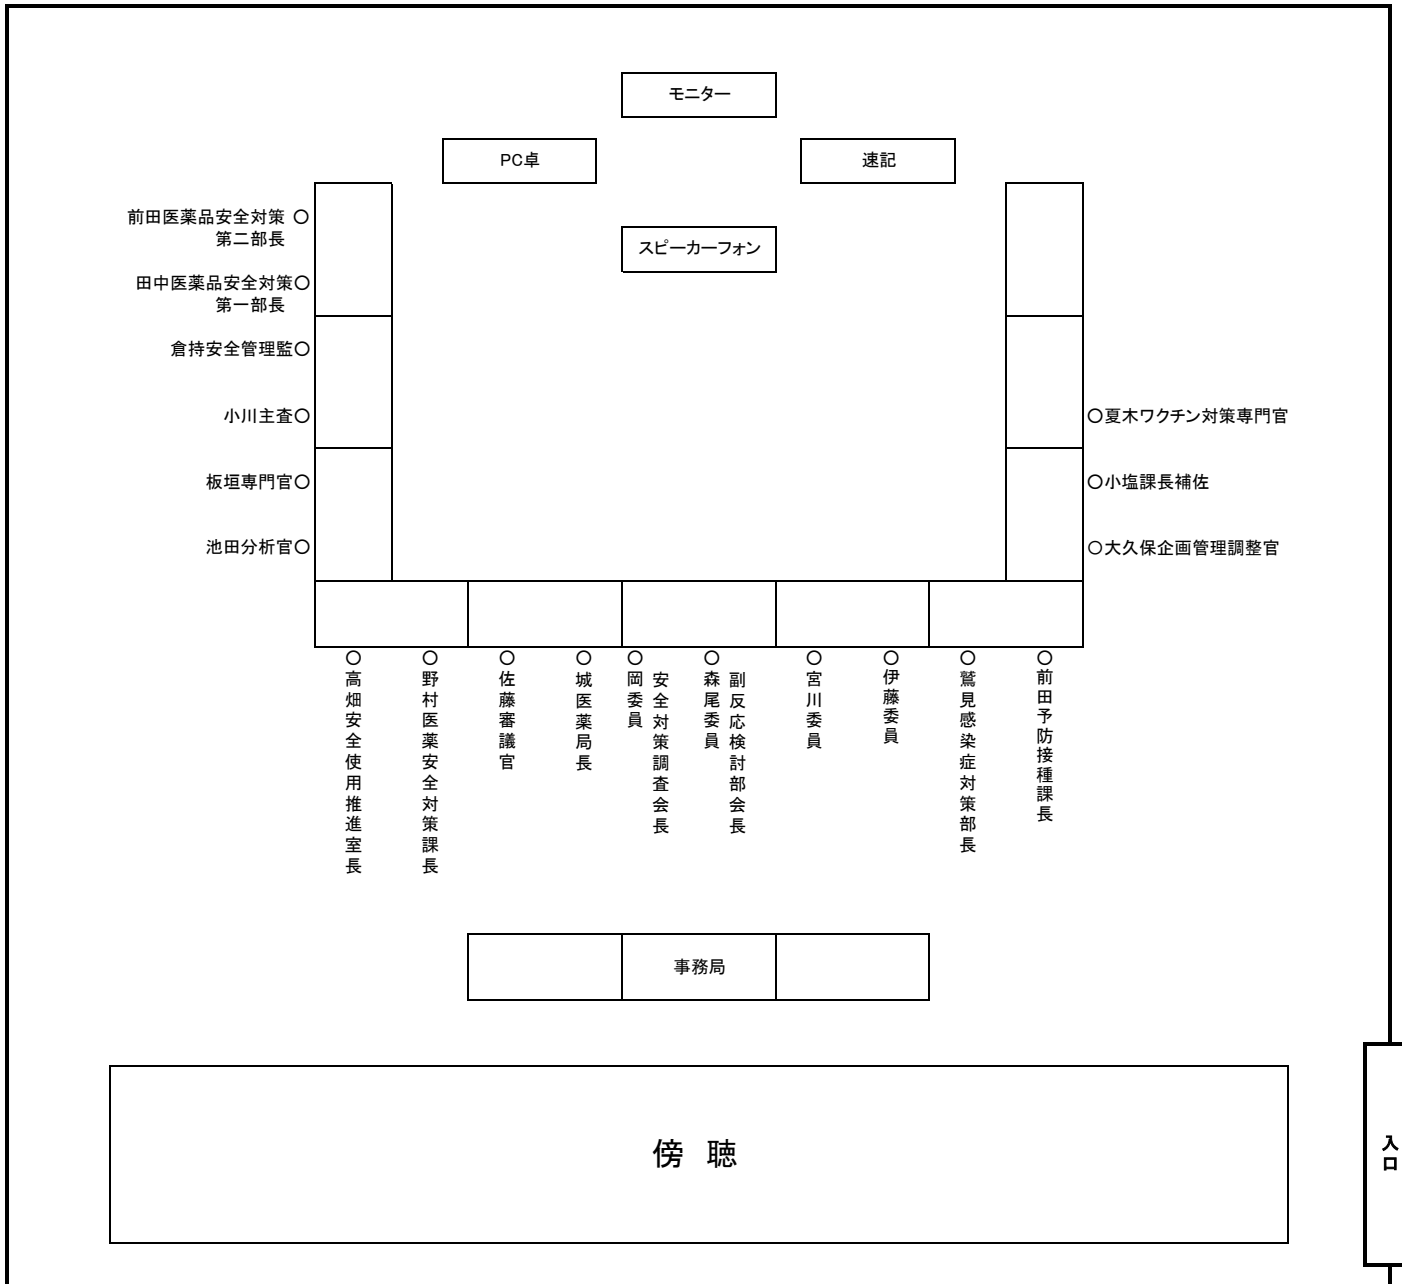 モニター
PC卓
速記
スピーカーフォン
前田医薬品安全対策 ○
第二部長
田中医薬品安全対策○
第一部長
倉持安全管理監○
小川主査○
板垣専門官○
池田分析官○
○夏木ワクチン対策専門官
○小塩課長補佐
○大久保企画管理調整官
○高畑安全使用推進室長
○野村医薬安全対策課長
○佐藤審議官
○城医薬局長
○岡委員
安全対策調査会長
○森尾委員
副反応検討部会長
○宮川委員
○伊藤委員
○鷲見感染症対策部長
○前田予防接種課長
事務局
傍 聴
入口